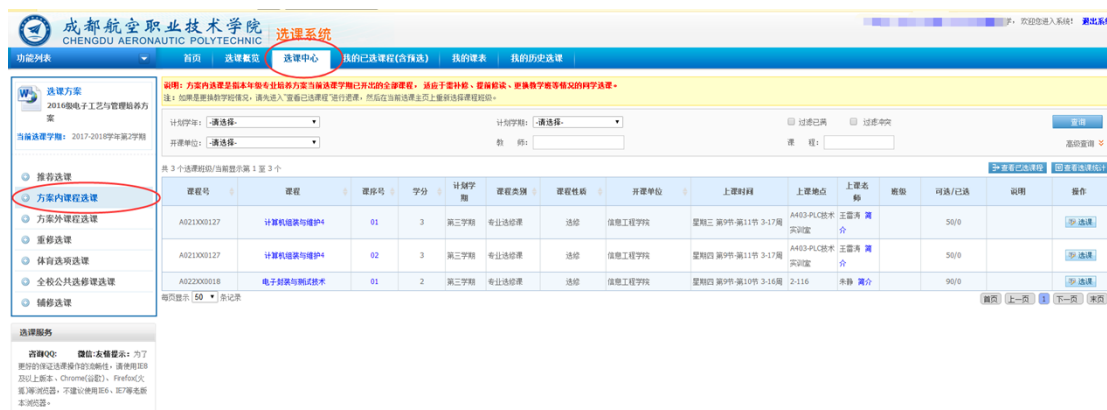 成都航空职业技术学院
CHENGDU AERONAUTIC POLYTECHNIC
选课系统
欢迎您进入系统! 退出系统
功能列表
首页 选课概览 选课中心 我的已选课程(含预选) 我的课表 我的历史选课
选课方案
2016级电子工艺与管理培养方
案
当前选课学期: 2017-2018学年第2学期
推荐选课
方案内课程选课
方案外课程选课
重修选课
体育选项选课
全校公共选修课选课
辅修选课
选课服务
咨询QQ: 微信:友情提示:为了
更好的保证选课操作的流畅性,请使用IE8
及以上版本、Chrome(谷歌)、Firefox(火
狐)等浏览器,不建议使用IE6、IE7等老版
本浏览器。
说明:方案内选课是指本年级专业培养方案当前选课学期已开出的全部课程,适应于需补修、提前修读、更换教学班等情况的同学选课。
注:如果是更换教学班情况,请先进入"查看已选课程"进行退课,然后在当前选课主页上重新选择课程班级。
计划学年: -请选择- 计划学期: -请选择- 过滤已满 过滤冲突 查询
开课单位: -请选择- 教 师: 课 程: 高级查询
共 3 个选课班级/当前显示第 1 至 3 个 查看已选课程 查看选课统计
课程号 课程 课序号 学分 计划学期 课程类别 课程性质 开课单位 上课时间 上课地点 上课老师 班级 可选/已选 说明 操作
A021XX0127 计算机组装与维护4 01 3 第三学期 专业选修课 选修 信息工程学院 星期三 第9节-第11节 3-17周 A403-PLC技术实训室 王雷涛 简介 50/0 选课
A021XX0127 计算机组装与维护4 02 3 第三学期 专业选修课 选修 信息工程学院 星期四 第9节-第11节 3-17周 A403-PLC技术实训室 王雷涛 简介 50/0 选课
A022XX0018 电子封装与测试技术 01 2 第三学期 专业选修课 选修 信息工程学院 星期四 第9节-第10节 3-16周 2-116 朱静 简介 90/0 选课
每页显示 50 条记录 首页 上一页 1 下一页 末页